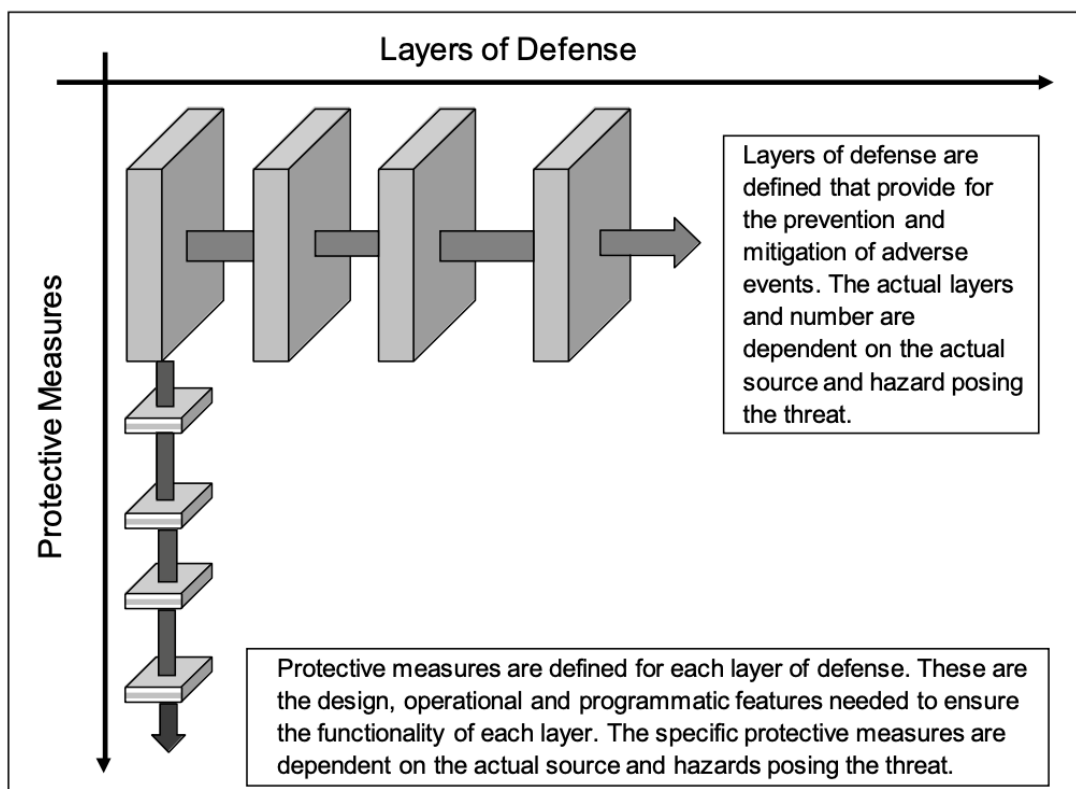 Layers of Defense
Layers of defense are
defined that provide for
the prevention and
mitigation of adverse
events. The actual layers
and number are
dependent on the actual
source and hazard posing
the threat.
Protective Measures
Protective measures are defined for each layer of defense. These are
the design, operational and programmatic features needed to ensure
the functionality of each layer. The specific protective measures are
dependent on the actual source and hazards posing the threat.